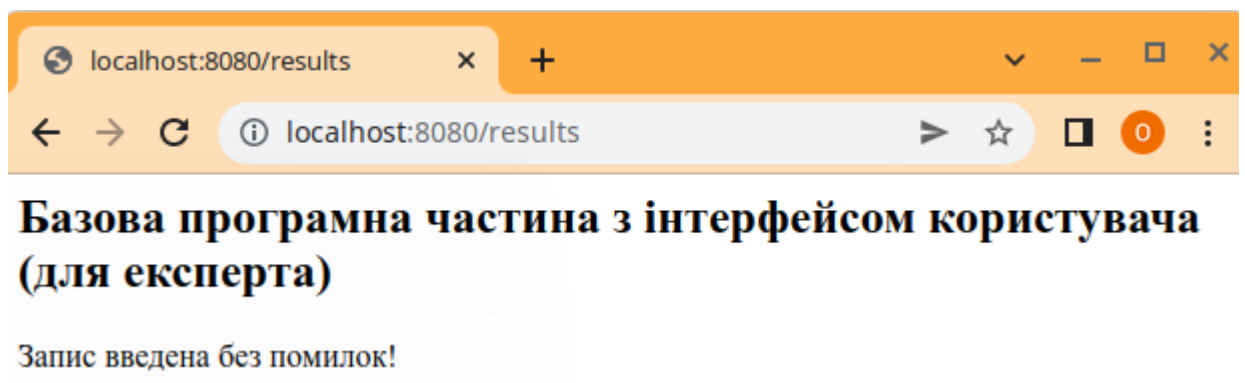 localhost:8080/results
localhost:8080/results
O
Базова програмна частина з інтерфейсом користувача
(для експерта)
Запис введена без помилок!